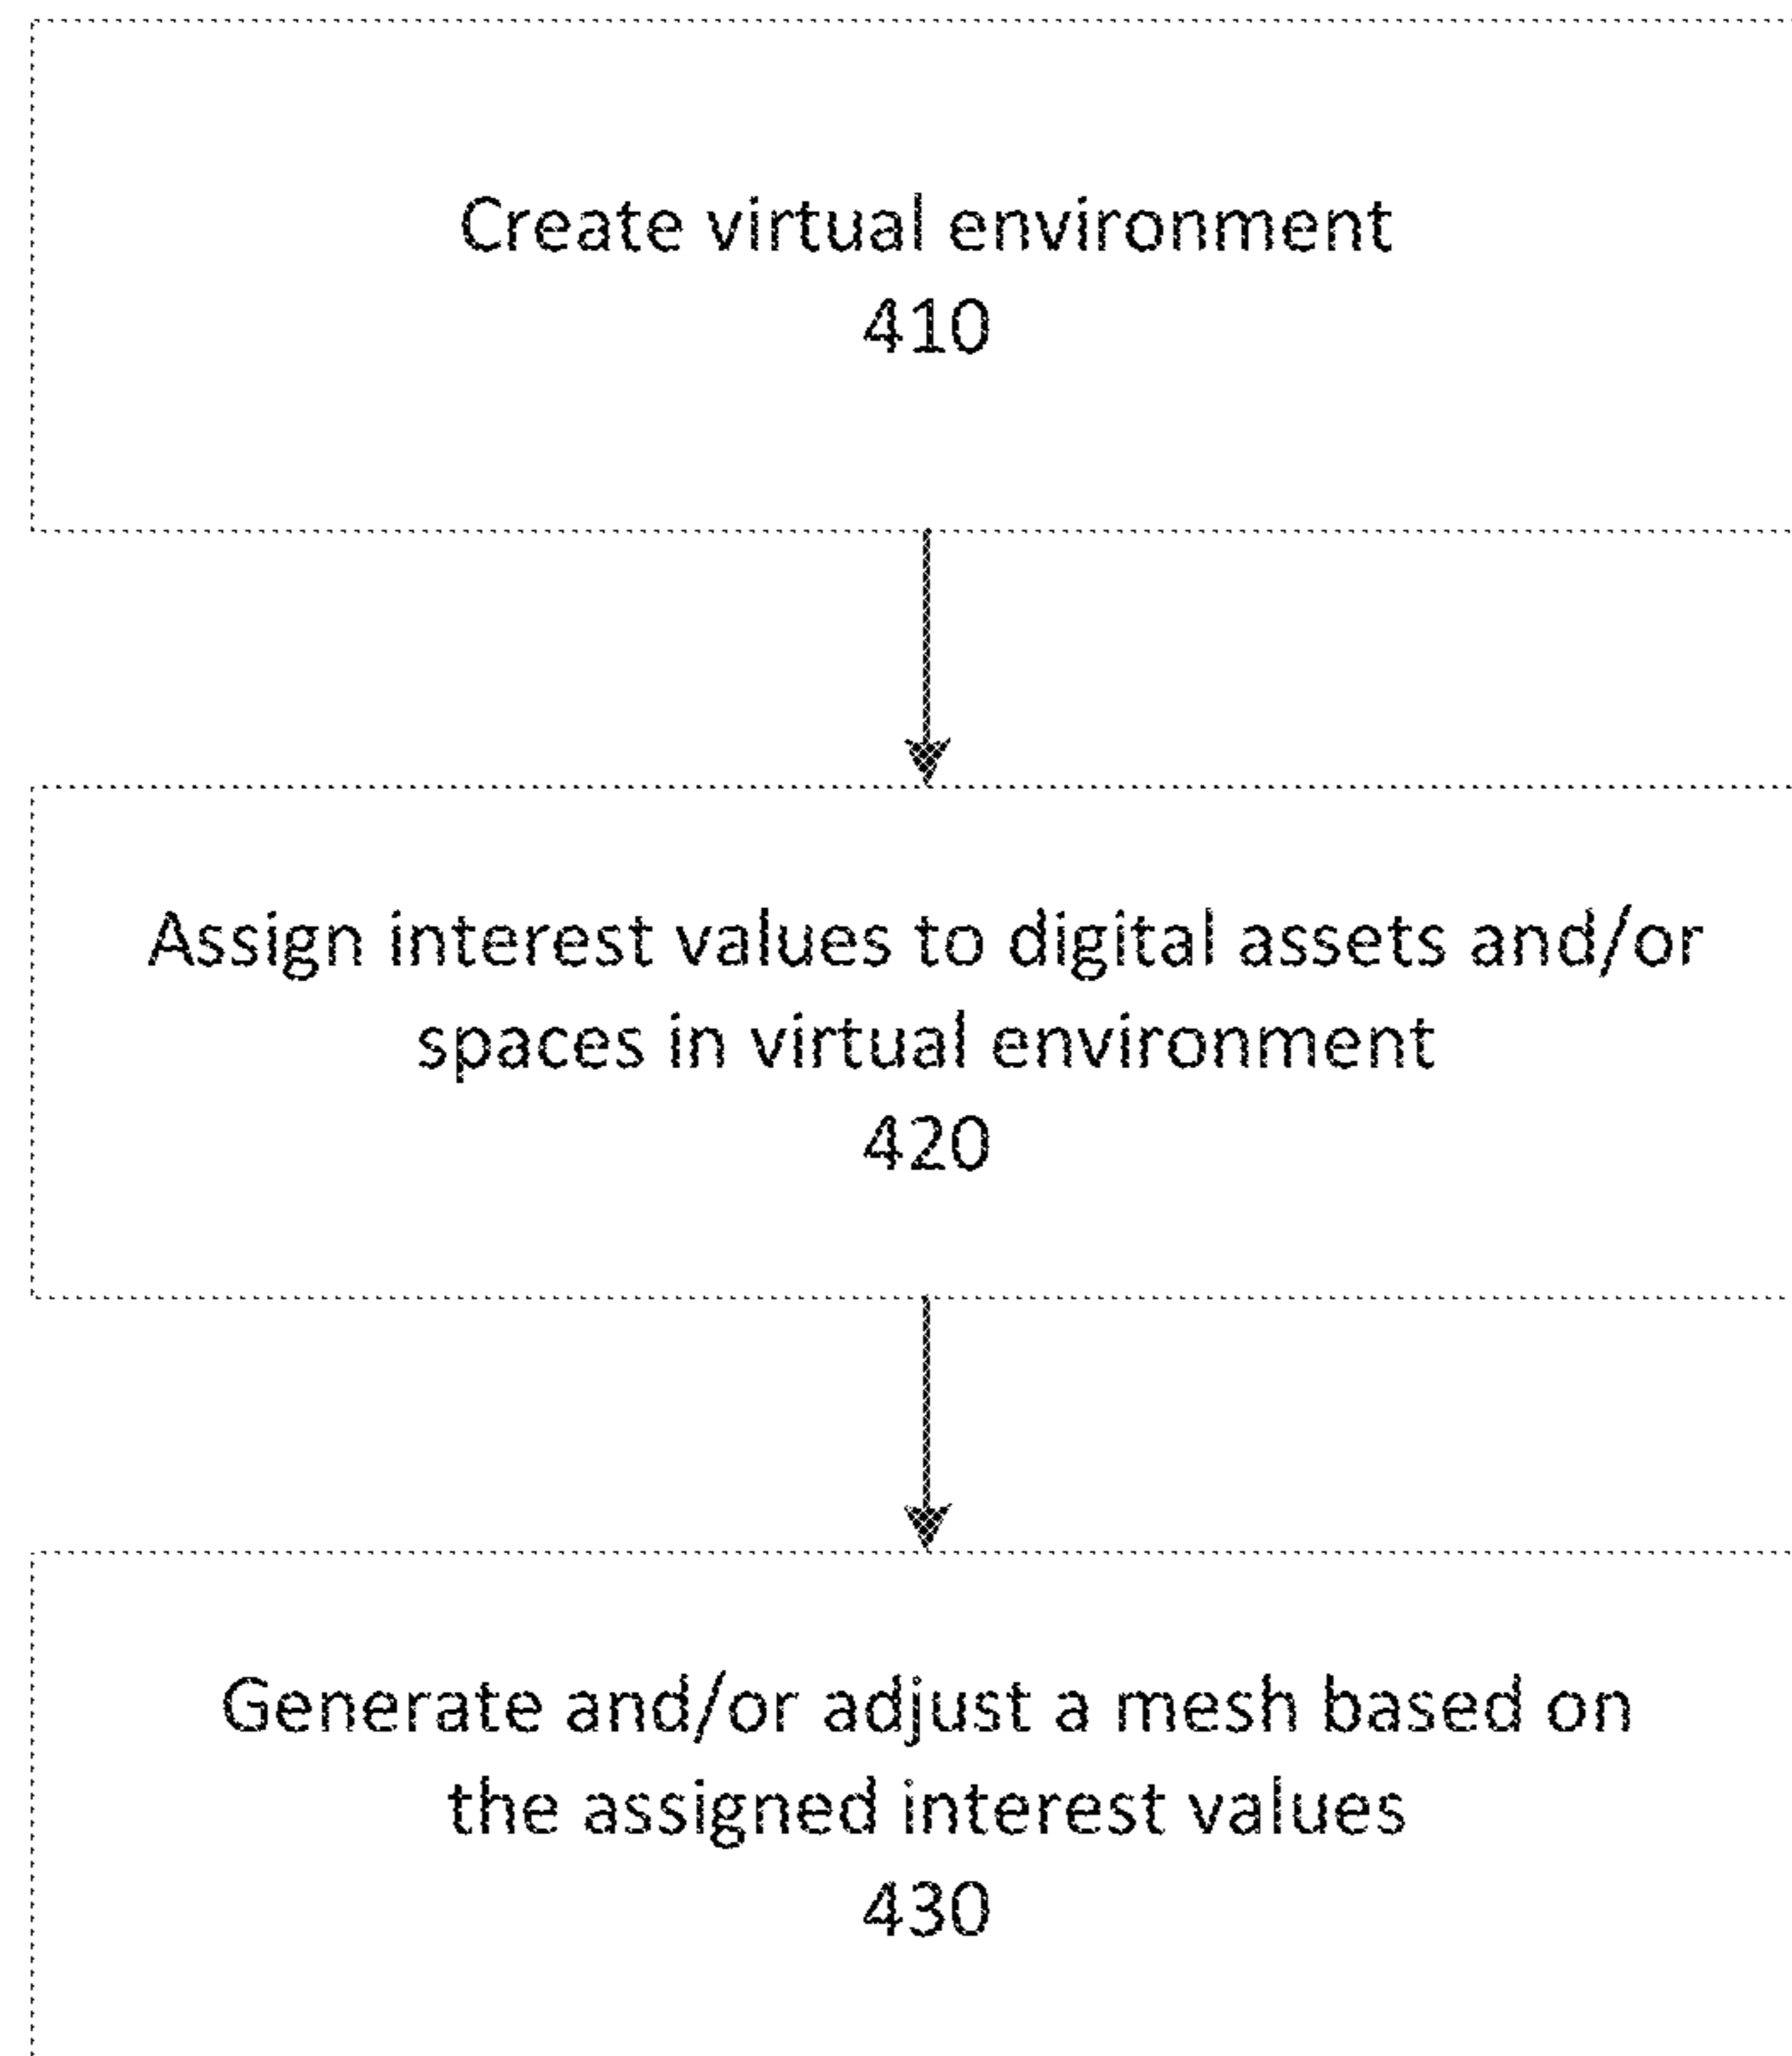 Create virtual environment
410
Assign interest values to digital assets and/or
spaces in virtual environment
420
Generate and/or adjust a mesh based on
the assigned interest values
430